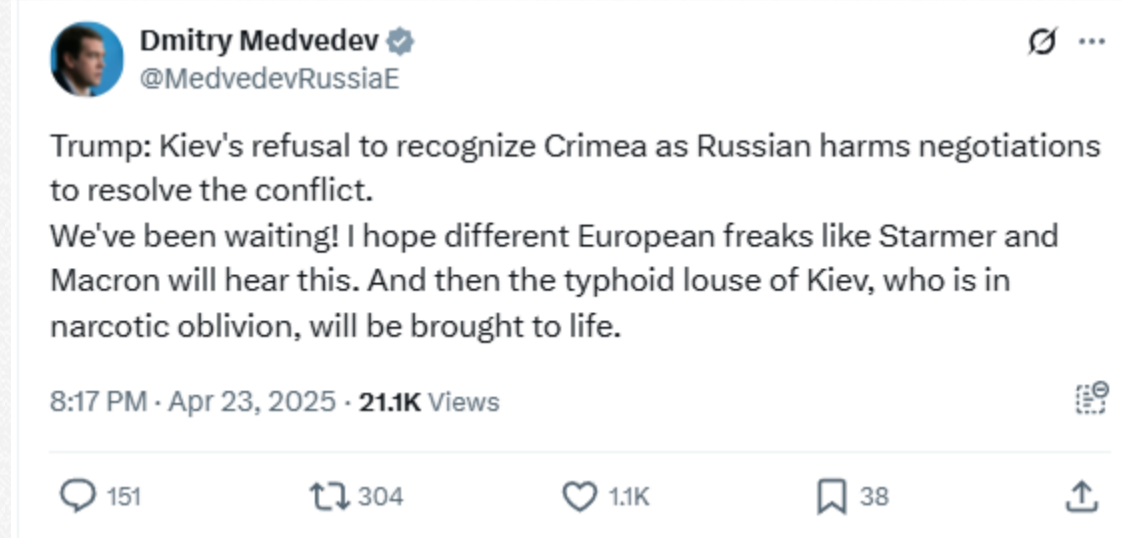 Dmitry Medvedev
@MedvedevRussiaE
Trump: Kiev's refusal to recognize Crimea as Russian harms negotiations
to resolve the conflict.
We've been waiting! I hope different European freaks like Starmer and
Macron will hear this. And then the typhoid louse of Kiev, who is in
narcotic oblivion, will be brought to life.
8:17 PM · Apr 23, 2025 · 21.1K Views
151 304 1.1K 38